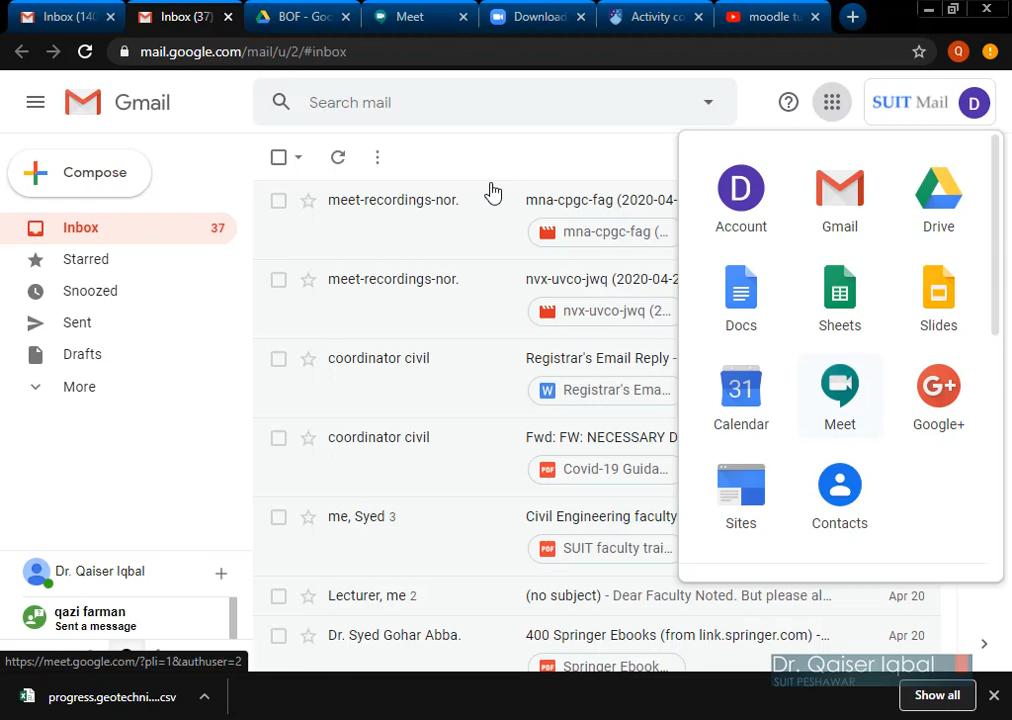 Inbox (140
Inbox (37)
BOF - Goo
Meet
Download
Activity co
moodle tu
mail.google.com/mail/u/2/#inbox
Q
Gmail
Search mail
SUIT Mail
D
Compose
Inbox 37
Starred
Snoozed
Sent
Drafts
More
meet-recordings-nor. mna-cpgc-fag (2020-04-
mna-cpgc-fag (...
meet-recordings-nor. nvx-uvco-jwq (2020-04-2
nvx-uvco-jwq (2...
coordinator civil Registrar's Email Reply -
W Registrar's Ema...
coordinator civil Fwd: FW: NECESSARY D
PDF Covid-19 Guida...
me, Syed 3 Civil Engineering faculty
PDF SUIT faculty trai...
Lecturer, me 2 (no subject) - Dear Faculty Noted. But please al... Apr 20
Dr. Syed Gohar Abba. 400 Springer Ebooks (from link.springer.com) -... Apr 20
PDF Springer Ebook...
D
Account
Gmail
Drive
Docs
Sheets
Slides
31
Calendar
Meet
G+
Google+
Sites
Contacts
Dr. Qaiser Iqbal
qazi farman
Sent a message
https://meet.google.com/?pli=1&authuser=2
Dr. Qaiser Iqbal
SUIT PESHAWAR
progress.geotechni....csv
Show all